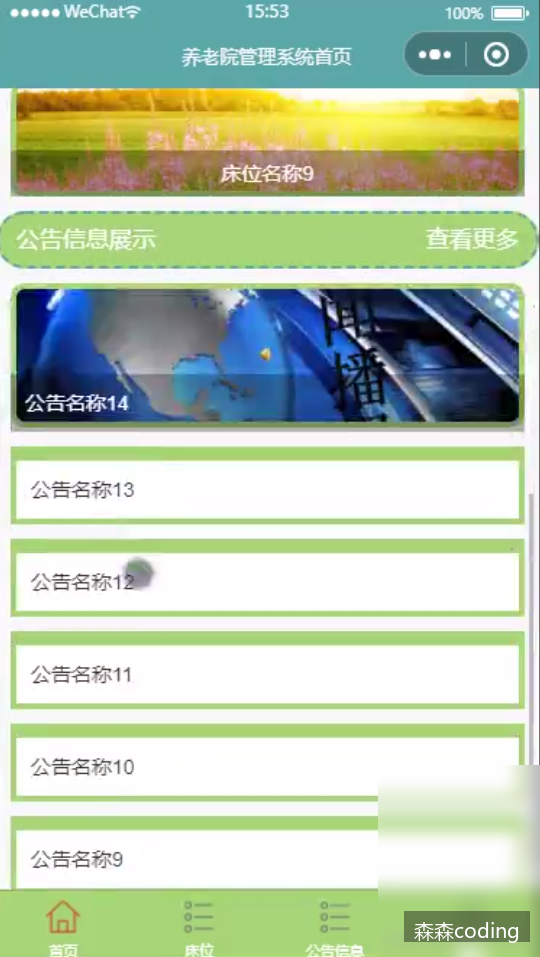 WeChat 15:53 100%
养老院管理系统首页
床位名称9
公告信息展示 查看更多
闻
播
公告名称14
公告名称13
公告名称12
公告名称11
公告名称10
公告名称9
首页 床位 公告信息
森森coding